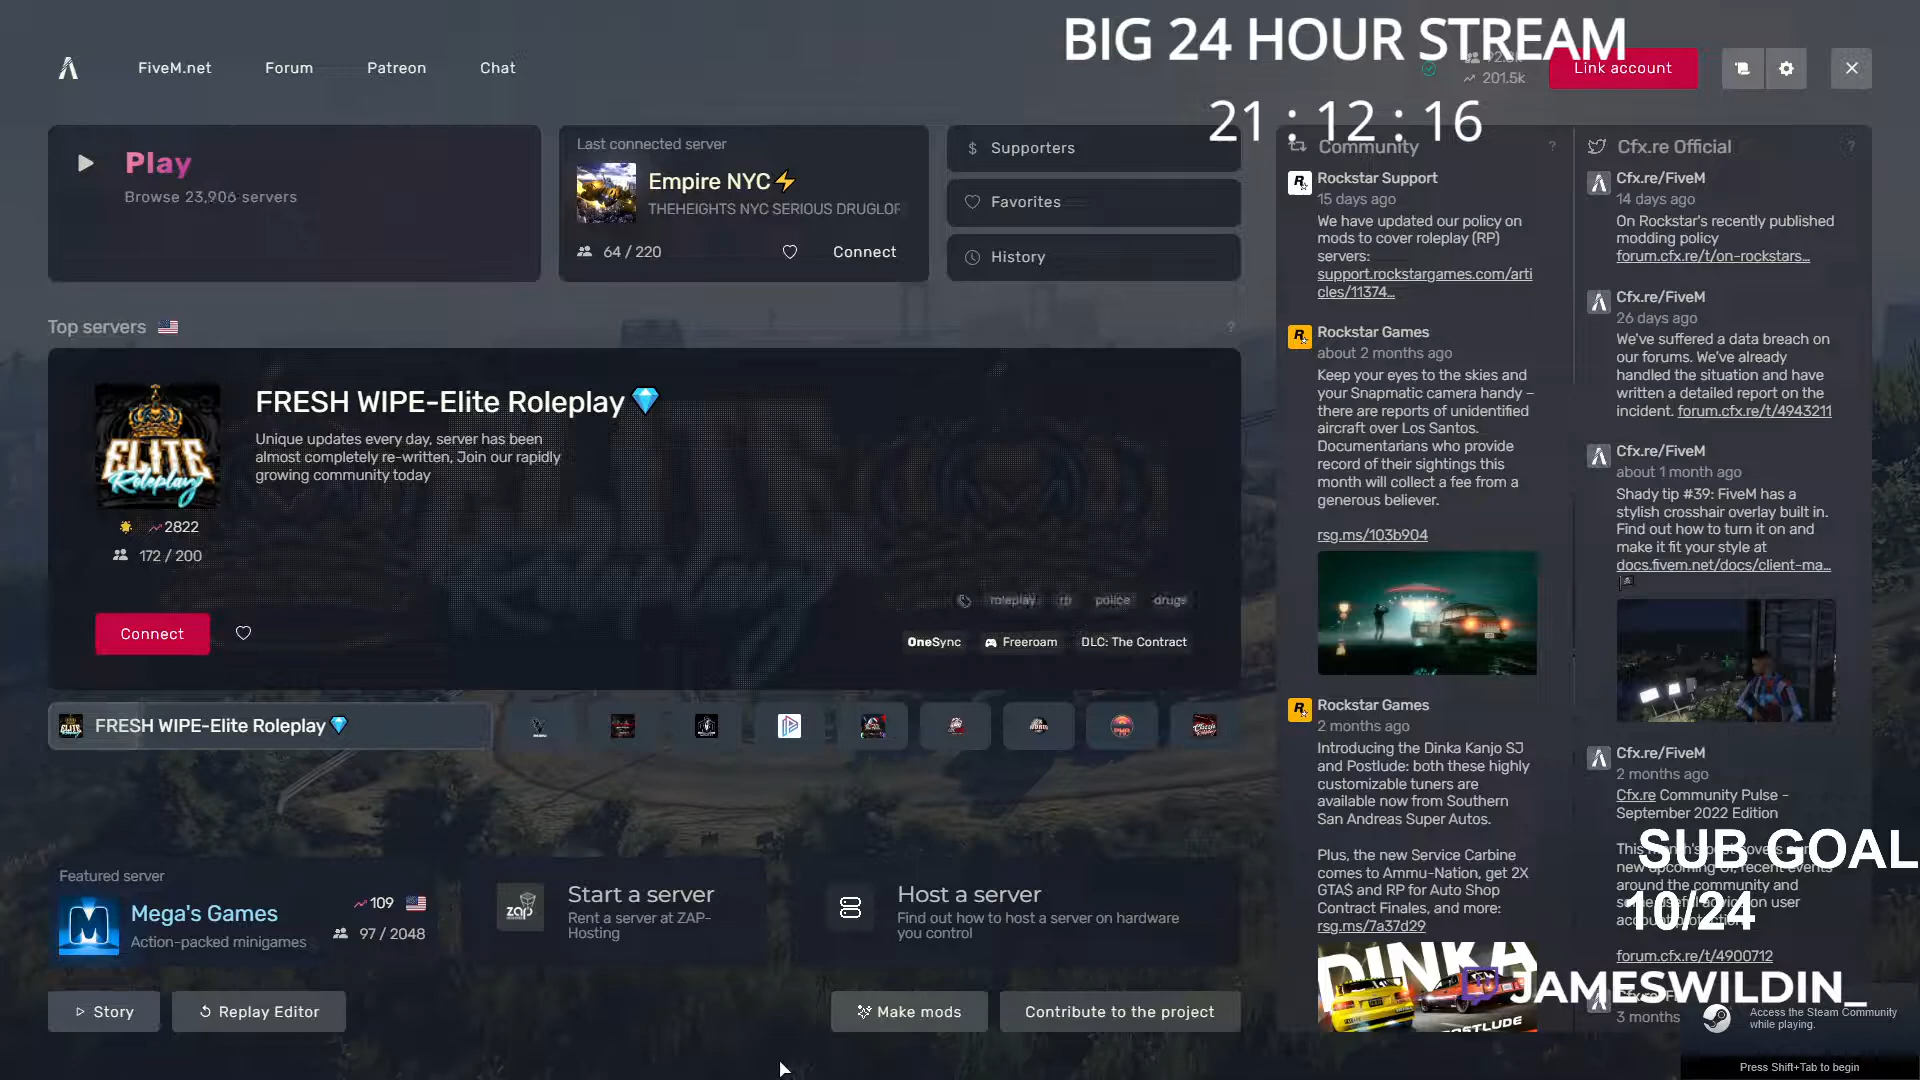 BIG 24 HOUR STREAM
21 : 12 : 16
FiveM.net
Forum
Patreon
Chat
201.5k
Link account
Play
Browse 23,906 servers
Last connected server
Empire NYC⚡
THEHEIGHTS NYC SERIOUS DRUGLOR
64 / 220
Connect
$ Supporters
Favorites
History
Top servers
?
FRESH WIPE-Elite Roleplay 💎
Unique updates every day, server has been
almost completely re-written, Join our rapidly
growing community today
ELITE
Roleplay
2822
172 / 200
Connect
roleplay
police
drugs
OneSync
Freeroam
DLC: The Contract
FRESH WIPE-Elite Roleplay 💎
Featured server
Mega's Games
Action-packed minigames
109
97 / 2048
zap
Start a server
Rent a server at ZAP-
Hosting
Host a server
Find out how to host a server on hardware
you control
Story
Replay Editor
Make mods
Contribute to the project
Community
?
Rockstar Support
15 days ago
We have updated our policy on
mods to cover roleplay (RP)
servers:
support.rockstargames.com/arti
cles/11374…
Rockstar Games
about 2 months ago
Keep your eyes to the skies and
your Snapmatic camera handy –
there are reports of unidentified
aircraft over Los Santos.
Documentarians who provide
record of their sightings this
month will collect a fee from a
generous believer.
rsg.ms/103b904
Rockstar Games
2 months ago
Introducing the Dinka Kanjo SJ
and Postlude: both these highly
customizable tuners are
available now from Southern
San Andreas Super Autos.
Plus, the new Service Carbine
comes to Ammu-Nation, get 2X
GTA$ and RP for Auto Shop
Contract Finales, and more:
rsg.ms/7a37d29
DINKA
POSTLUDE
Cfx.re Official
?
Cfx.re/FiveM
14 days ago
On Rockstar's recently published
modding policy
forum.cfx.re/t/on-rockstars…
Cfx.re/FiveM
26 days ago
We've suffered a data breach on
our forums. We've already
handled the situation and have
written a detailed report on the
incident. forum.cfx.re/t/4943211
Cfx.re/FiveM
about 1 month ago
Shady tip #39: FiveM has a
stylish crosshair overlay built in.
Find out how to turn it on and
make it fit your style at
docs.fivem.net/docs/client-ma…
Cfx.re/FiveM
2 months ago
Cfx.re Community Pulse -
September 2022 Edition
new upcoming UI, recent events
around the community and
forum.cfx.re/t/4900712
3 months
SUB GOAL
10/24
JAMESWILDIN_
Access the Steam Community
while playing.
Press Shift+Tab to begin